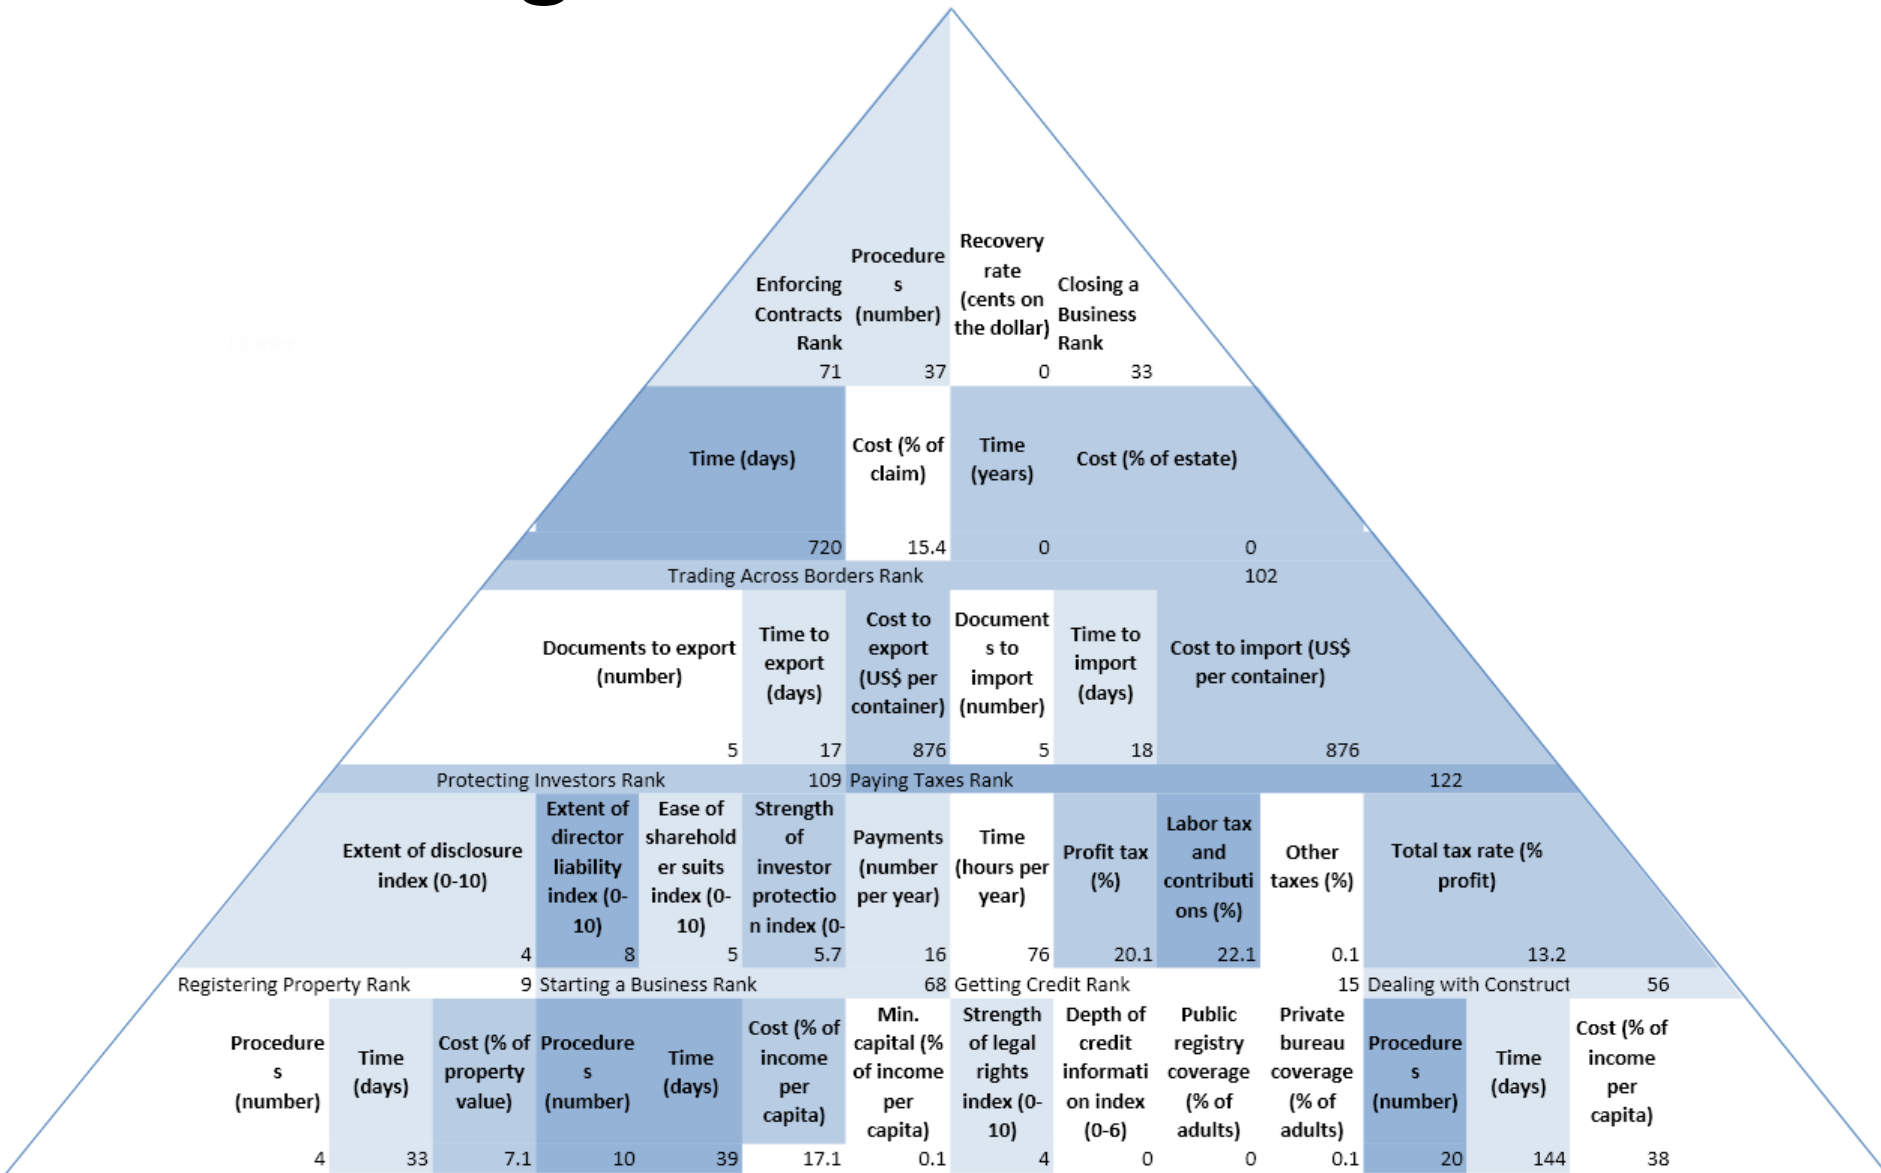 Enforcing Contracts Rank
Procedures (number)
Recovery rate (cents on the dollar)
Closing a Business Rank
71 37 0 33
Time (days)
Cost (% of claim)
Time (years)
Cost (% of estate)
720 15.4 0 0
Trading Across Borders Rank 102
Documents to export (number)
Time to export (days)
Cost to export (US$ per container)
Documents to import (number)
Time to import (days)
Cost to import (US$ per container)
5 17 876 5 18 876
Protecting Investors Rank 109 Paying Taxes Rank 122
Extent of disclosure index (0-10)
Extent of director liability index (0-10)
Ease of shareholder suits index (0-10)
Strength of investor protection index (0-
Payments (number per year)
Time (hours per year)
Profit tax (%)
Labor tax and contributions (%)
Other taxes (%)
Total tax rate (% profit)
4 8 5 5.7 16 76 20.1 22.1 0.1 13.2
Registering Property Rank 9 Starting a Business Rank 68 Getting Credit Rank 15 Dealing with Construct 56
Procedures (number)
Time (days)
Cost (% of property value)
Procedures (number)
Time (days)
Cost (% of income per capita)
Min. capital (% of income per capita)
Strength of legal rights index (0-10)
Depth of credit information index (0-6)
Public registry coverage (% of adults)
Private bureau coverage (% of adults)
Procedures (number)
Time (days)
Cost (% of income per capita)
4 33 7.1 10 39 17.1 0.1 4 0 0 0.1 20 144 38